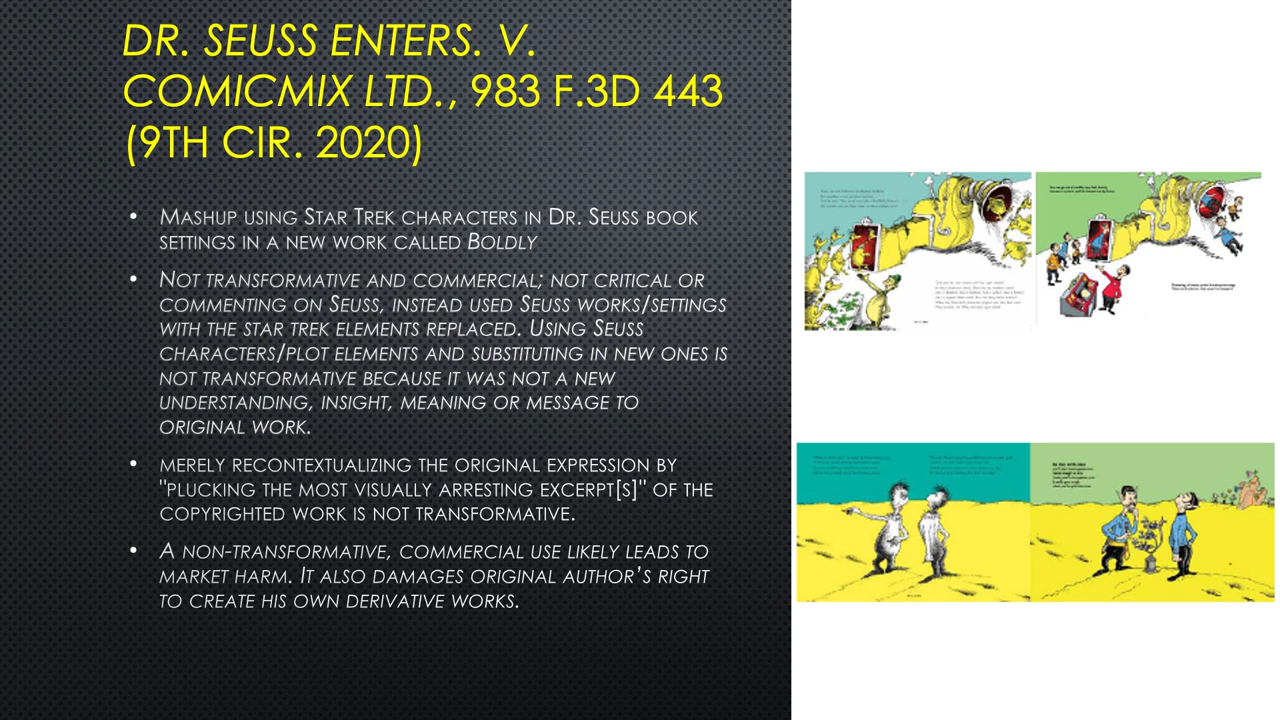 DR. SEUSS ENTERS. V.
COMICMIX LTD., 983 F.3D 443
(9TH CIR. 2020)
• MASHUP USING STAR TREK CHARACTERS IN DR. SEUSS BOOK
SETTINGS IN A NEW WORK CALLED BOLDLY
• NOT TRANSFORMATIVE AND COMMERCIAL; NOT CRITICAL OR
COMMENTING ON SEUSS, INSTEAD USED SEUSS WORKS/SETTINGS
WITH THE STAR TREK ELEMENTS REPLACED. USING SEUSS
CHARACTERS/PLOT ELEMENTS AND SUBSTITUTING IN NEW ONES IS
NOT TRANSFORMATIVE BECAUSE IT WAS NOT A NEW
UNDERSTANDING, INSIGHT, MEANING OR MESSAGE TO
ORIGINAL WORK.
• MERELY RECONTEXTUALIZING THE ORIGINAL EXPRESSION BY
"PLUCKING THE MOST VISUALLY ARRESTING EXCERPT[S]" OF THE
COPYRIGHTED WORK IS NOT TRANSFORMATIVE.
• A NON-TRANSFORMATIVE, COMMERCIAL USE LIKELY LEADS TO
MARKET HARM. IT ALSO DAMAGES ORIGINAL AUTHOR'S RIGHT
TO CREATE HIS OWN DERIVATIVE WORKS.